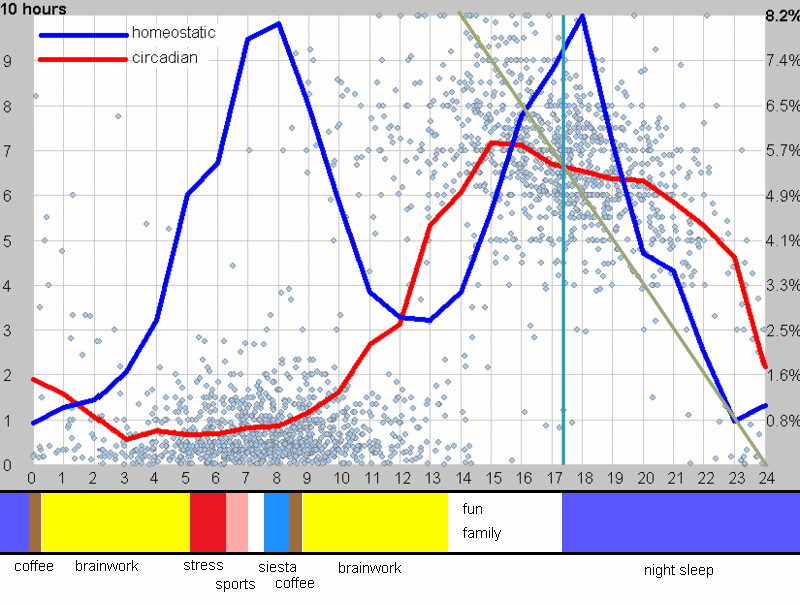 10 hours
8.2%
homeostatic
circadian
9 7.4%
8 6.5%
7 5.7%
6 4.9%
5 4.1%
4 3.3%
3 2.5%
2 1.6%
1 0.8%
0
0 1 2 3 4 5 6 7 8 9 10 11 12 13 14 15 16 17 18 19 20 21 22 23 24
fun
family
coffee brainwork stress sports siesta coffee brainwork night sleep